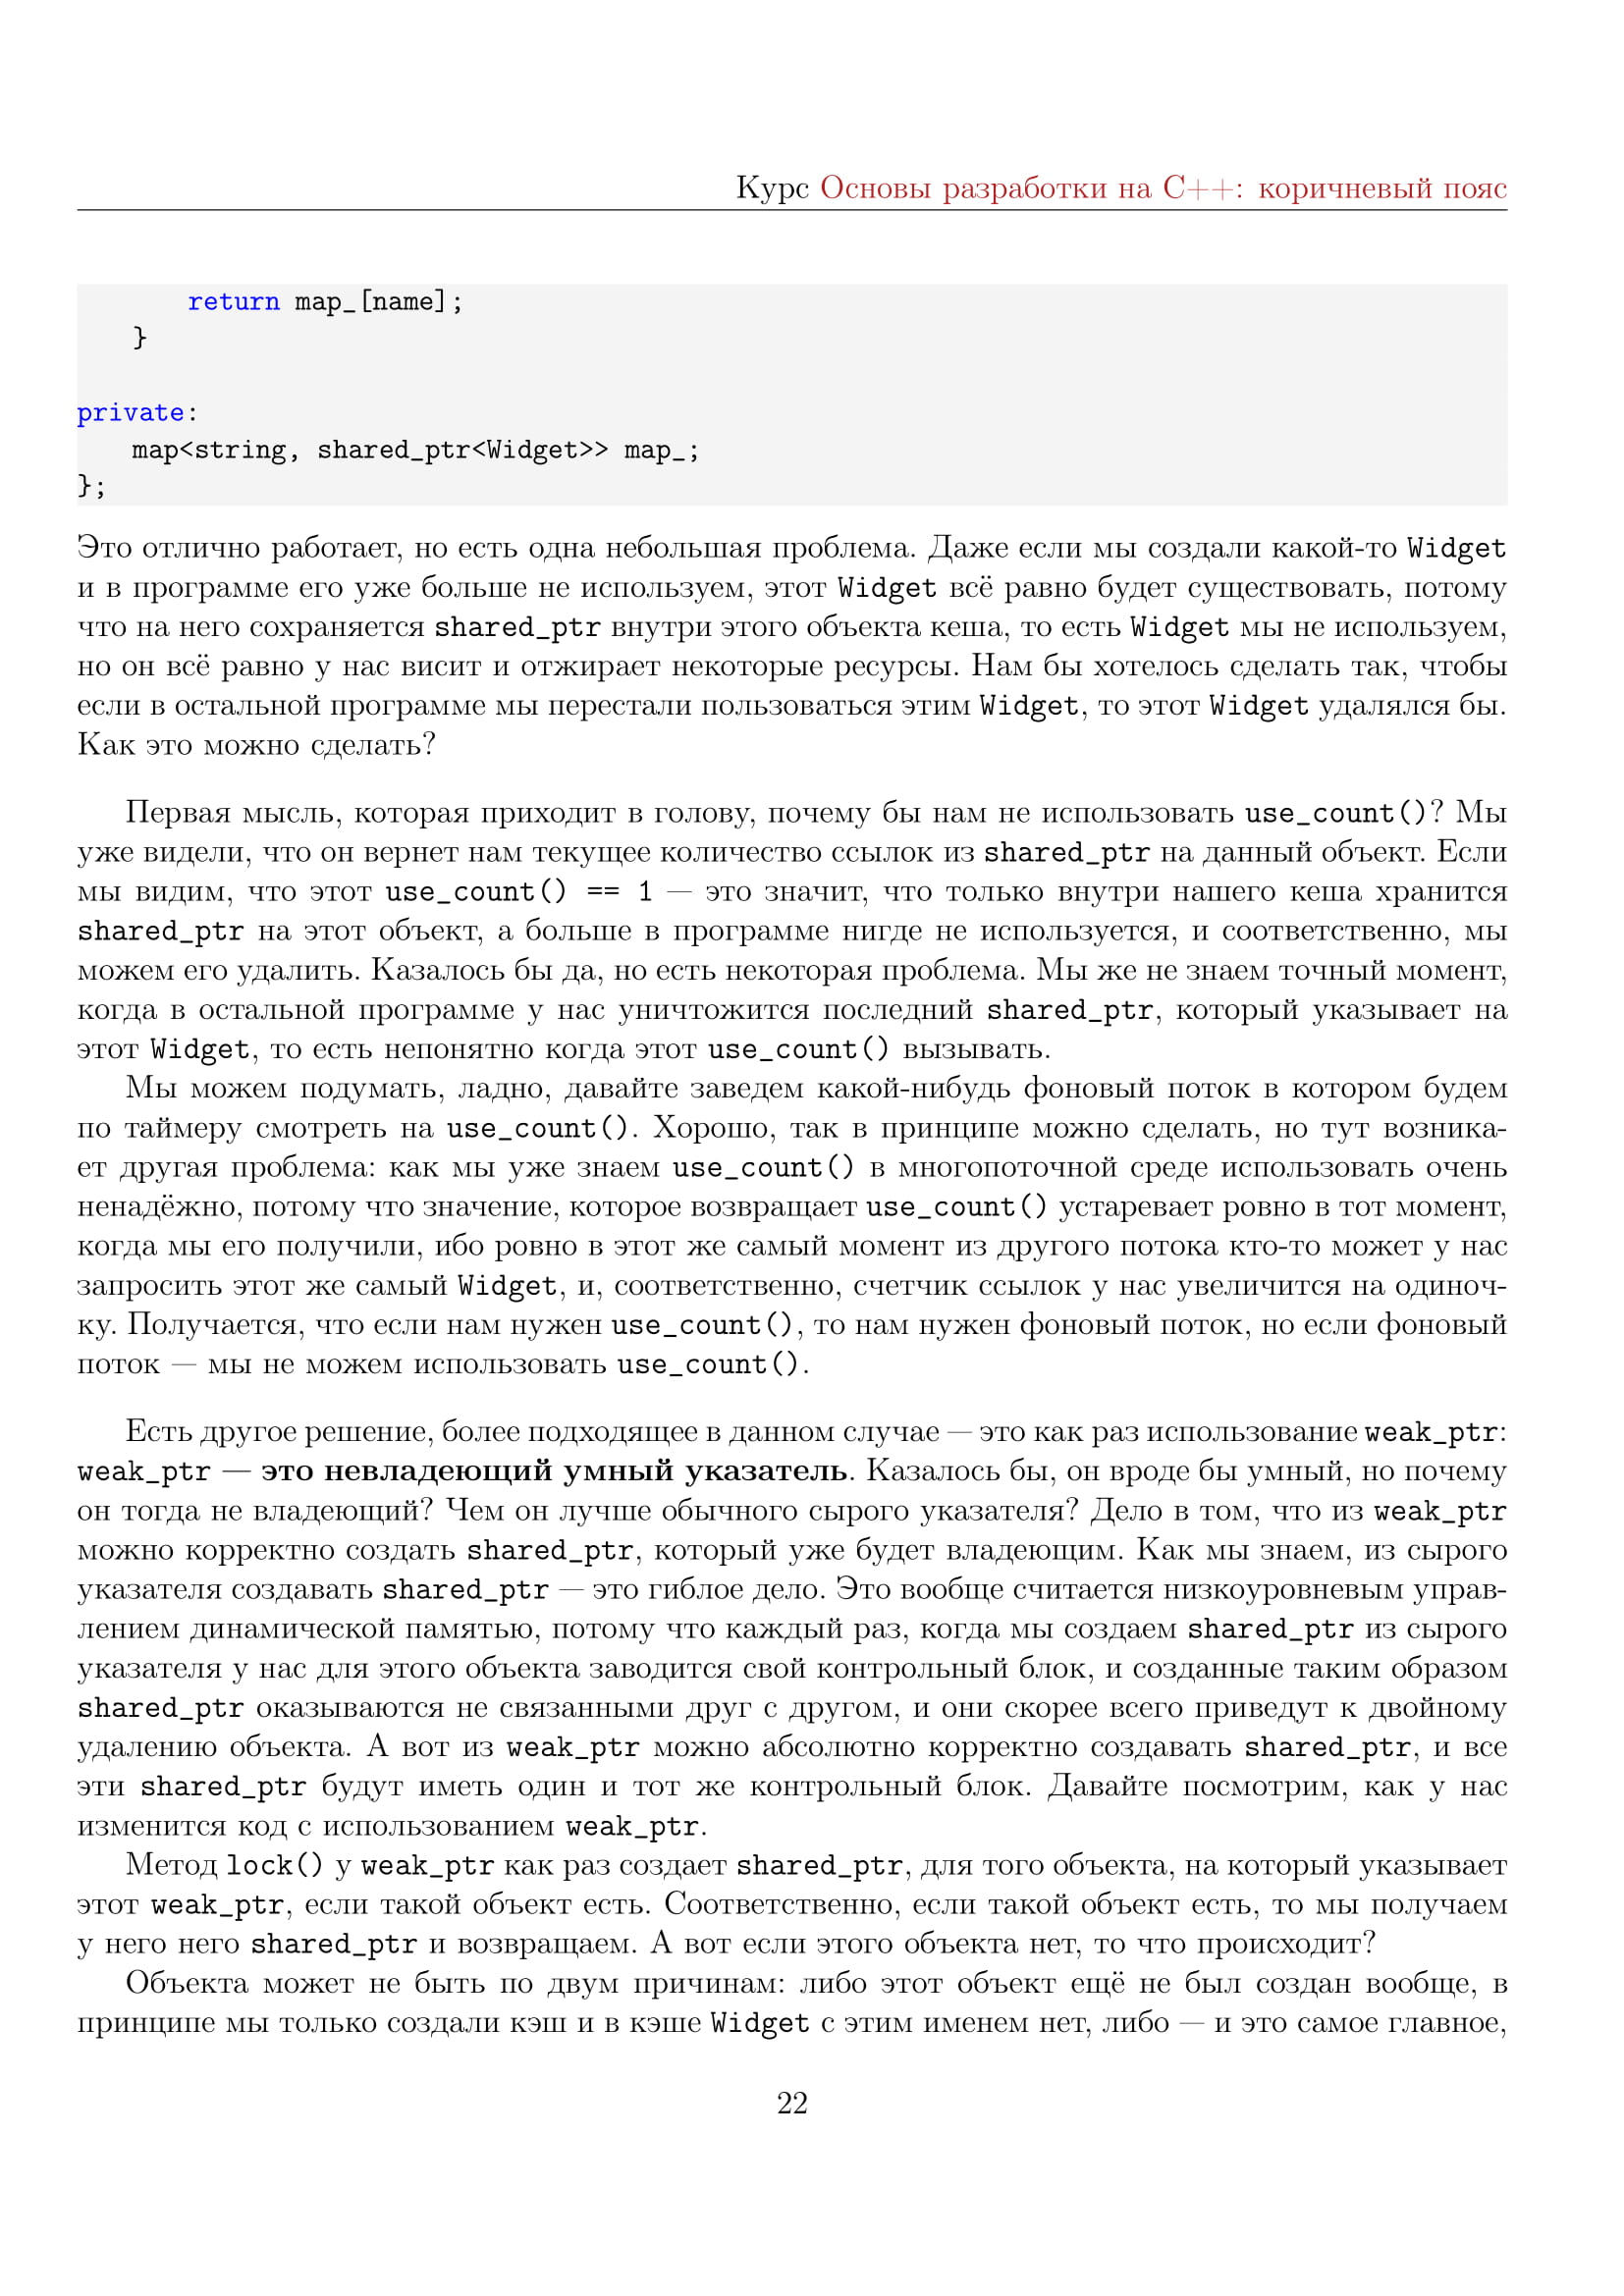 Курс Основы разработки на C++: коричневый пояс
return map_[name];
}
private:
map<string, shared_ptr<Widget>> map_;
};
Это отлично работает, но есть одна небольшая проблема. Даже если мы создали какой-то Widget
и в программе его уже больше не используем, этот Widget всё равно будет существовать, потому
что на него сохраняется shared_ptr внутри этого объекта кеша, то есть Widget мы не используем,
но он всё равно у нас висит и отжирает некоторые ресурсы. Нам бы хотелось сделать так, чтобы
если в остальной программе мы перестали пользоваться этим Widget, то этот Widget удалялся бы.
Как это можно сделать?
Первая мысль, которая приходит в голову, почему бы нам не использовать use_count()? Мы
уже видели, что он вернет нам текущее количество ссылок из shared_ptr на данный объект. Если
мы видим, что этот use_count() == 1 — это значит, что только внутри нашего кеша хранится
shared_ptr на этот объект, а больше в программе нигде не используется, и соответственно, мы
можем его удалить. Казалось бы да, но есть некоторая проблема. Мы же не знаем точный момент,
когда в остальной программе у нас уничтожится последний shared_ptr, который указывает на
этот Widget, то есть непонятно когда этот use_count() вызывать.
Мы можем подумать, ладно, давайте заведем какой-нибудь фоновый поток в котором будем
по таймеру смотреть на use_count(). Хорошо, так в принципе можно сделать, но тут возника-
ет другая проблема: как мы уже знаем use_count() в многопоточной среде использовать очень
ненадёжно, потому что значение, которое возвращает use_count() устаревает ровно в тот момент,
когда мы его получили, ибо ровно в этот же самый момент из другого потока кто-то может у нас
запросить этот же самый Widget, и, соответственно, счетчик ссылок у нас увеличится на одиноч-
ку. Получается, что если нам нужен use_count(), то нам нужен фоновый поток, но если фоновый
поток — мы не можем использовать use_count().
Есть другое решение, более подходящее в данном случае — это как раз использование weak_ptr:
weak_ptr — это невладеющий умный указатель. Казалось бы, он вроде бы умный, но почему
он тогда не владеющий? Чем он лучше обычного сырого указателя? Дело в том, что из weak_ptr
можно корректно создать shared_ptr, который уже будет владеющим. Как мы знаем, из сырого
указателя создавать shared_ptr — это гиблое дело. Это вообще считается низкоуровневым управ-
лением динамической памятью, потому что каждый раз, когда мы создаем shared_ptr из сырого
указателя у нас для этого объекта заводится свой контрольный блок, и созданные таким образом
shared_ptr оказываются не связанными друг с другом, и они скорее всего приведут к двойному
удалению объекта. А вот из weak_ptr можно абсолютно корректно создавать shared_ptr, и все
эти shared_ptr будут иметь один и тот же контрольный блок. Давайте посмотрим, как у нас
изменится код с использованием weak_ptr.
Метод lock() у weak_ptr как раз создает shared_ptr, для того объекта, на который указывает
этот weak_ptr, если такой объект есть. Соответственно, если такой объект есть, то мы получаем
у него него shared_ptr и возвращаем. А вот если этого объекта нет, то что происходит?
Объекта может не быть по двум причинам: либо этот объект ещё не был создан вообще, в
принципе мы только создали кэш и в кэше Widget с этим именем нет, либо — и это самое главное,
22